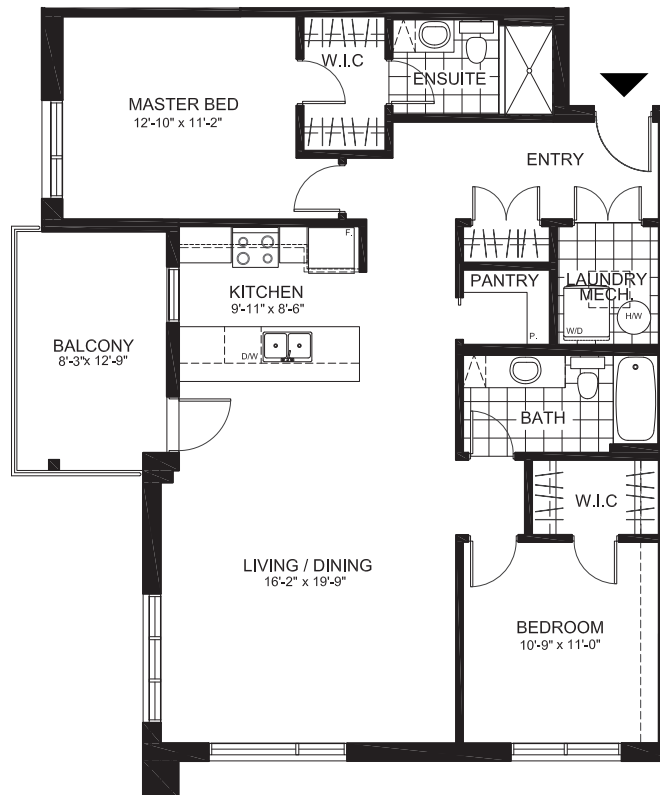 W.I.C
ENSUITE
MASTER BED
12'-10" x 11'-2"
ENTRY
F.
PANTRY
LAUNDRY
MECH.
KITCHEN
9'-11" x 8'-6"
H/W
W/D
P.
BALCONY
8'-3"x 12'-9"
D/W
BATH
W.I.C
LIVING / DINING
16'-2" x 19'-9"
BEDROOM
10'-9" x 11'-0"